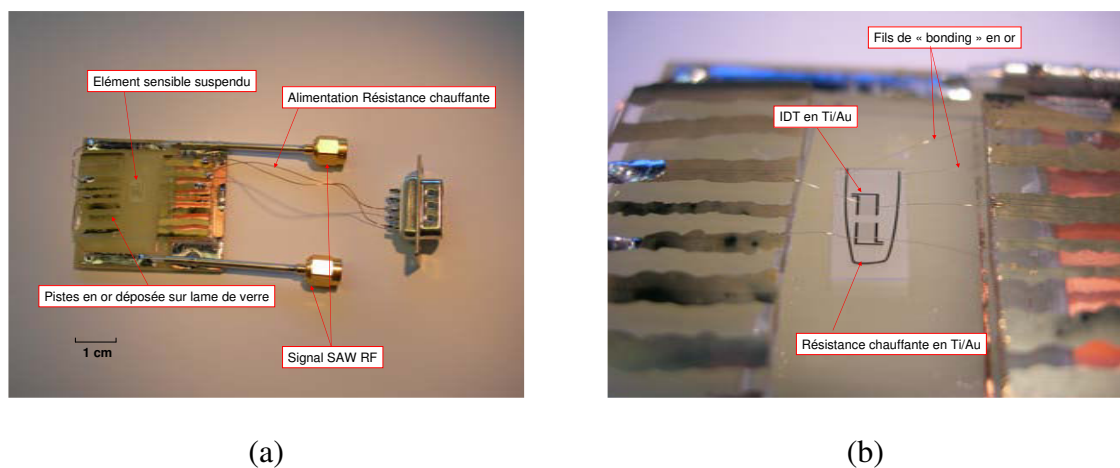 Elément sensible suspendu
Alimentation Résistance chauffante
Pistes en or déposée sur lame de verre
1 cm
Signal SAW RF
Fils de « bonding » en or
IDT en Ti/Au
Résistance chauffante en Ti/Au
(a)
(b)